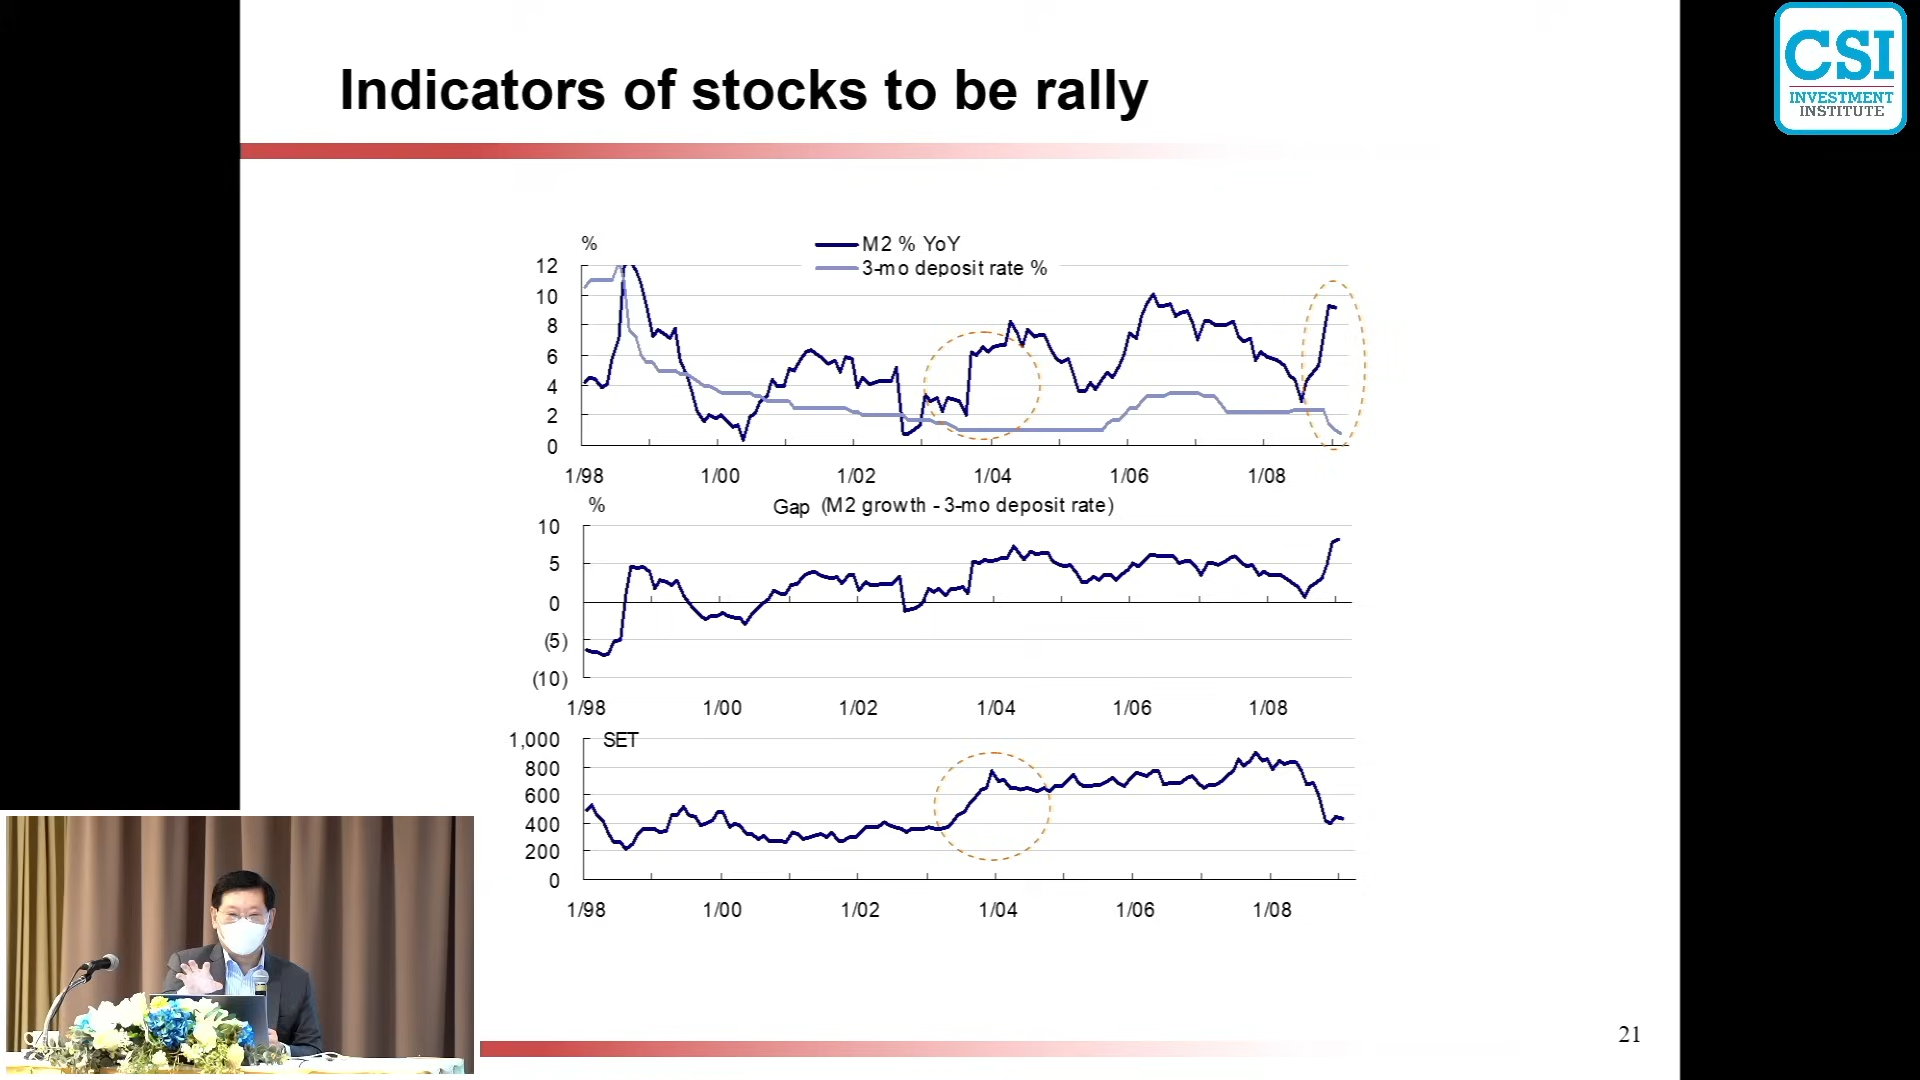 Indicators of stocks to be rally
CSI
INVESTMENT
INSTITUTE
%
M2 % YoY
3-mo deposit rate %
12
10
8
6
4
2
0
1/98 1/00 1/02 1/04 1/06 1/08
% Gap (M2 growth - 3-mo deposit rate)
10
5
0
(5)
(10)
1/98 1/00 1/02 1/04 1/06 1/08
1,000 SET
800
600
400
200
0
1/98 1/00 1/02 1/04 1/06 1/08
21